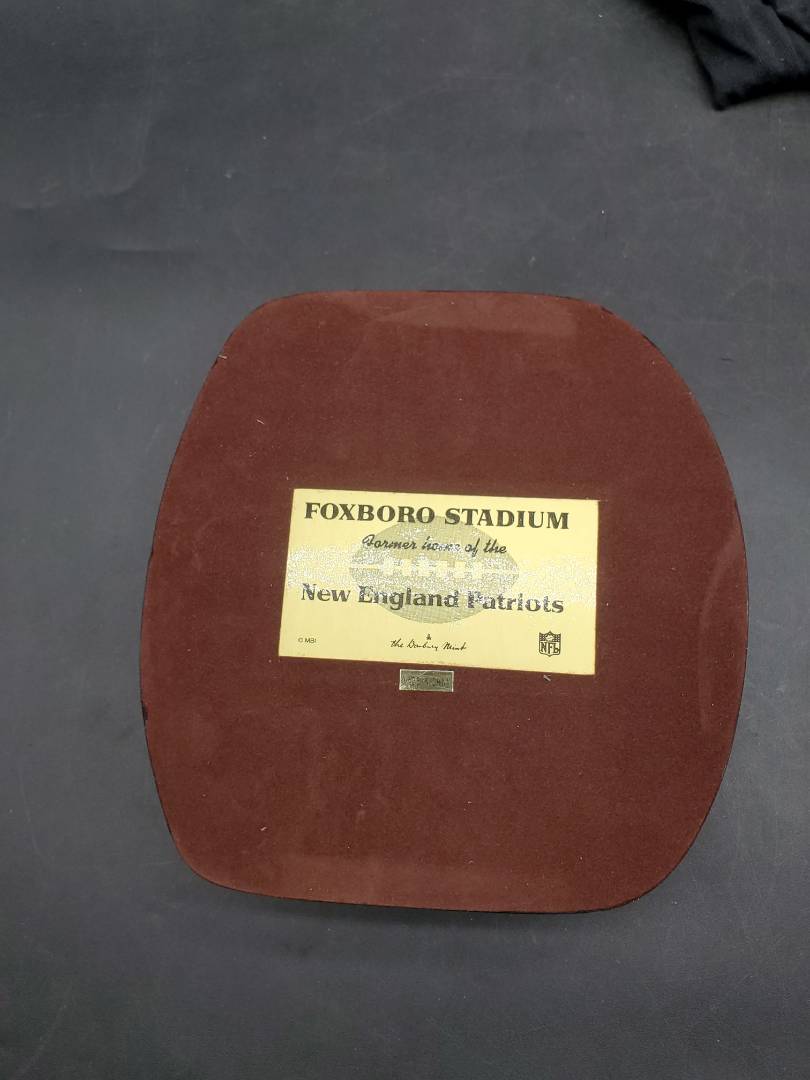 FOXBORO STADIUM
Former home of the
New England Patriots
© MBI
the Danbury Mint
NFL